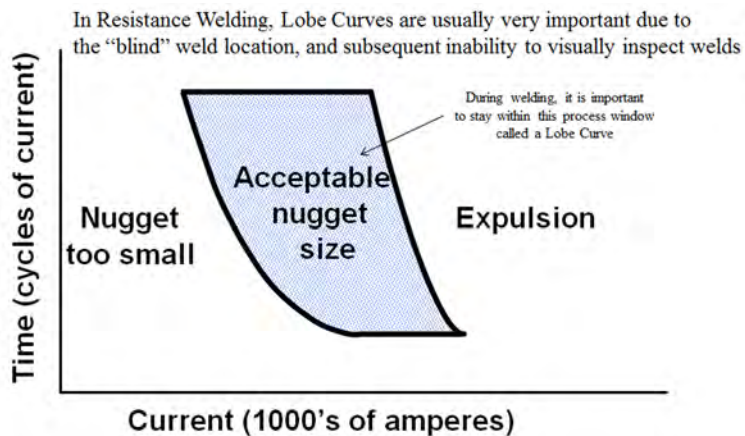 In Resistance Welding, Lobe Curves are usually very important due to
the “blind” weld location, and subsequent inability to visually inspect welds
During welding, it is important
to stay within this process window
called a Lobe Curve
Time (cycles of current)
Nugget
too small
Acceptable
nugget
size
Expulsion
Current (1000's of amperes)